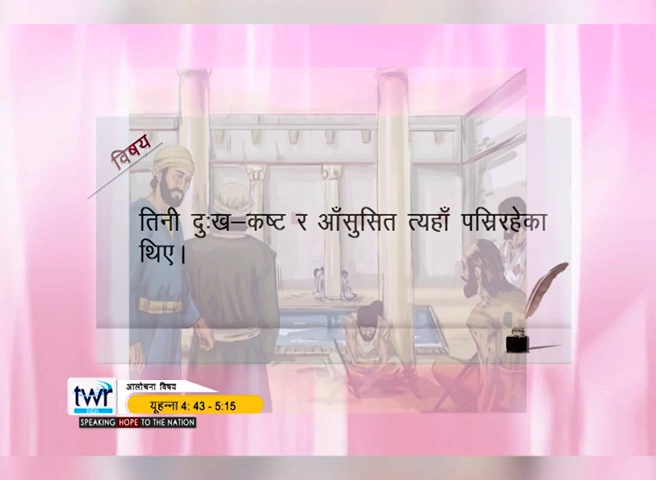 विषय
तिनी दुःख–कष्ट र आँसुसित त्यहाँ पस्रिरहेका
थिए।
twr
INDIA
आलोचना विषय
यूहन्ना 4: 43 - 5:15
SPEAKING HOPE TO THE NATION